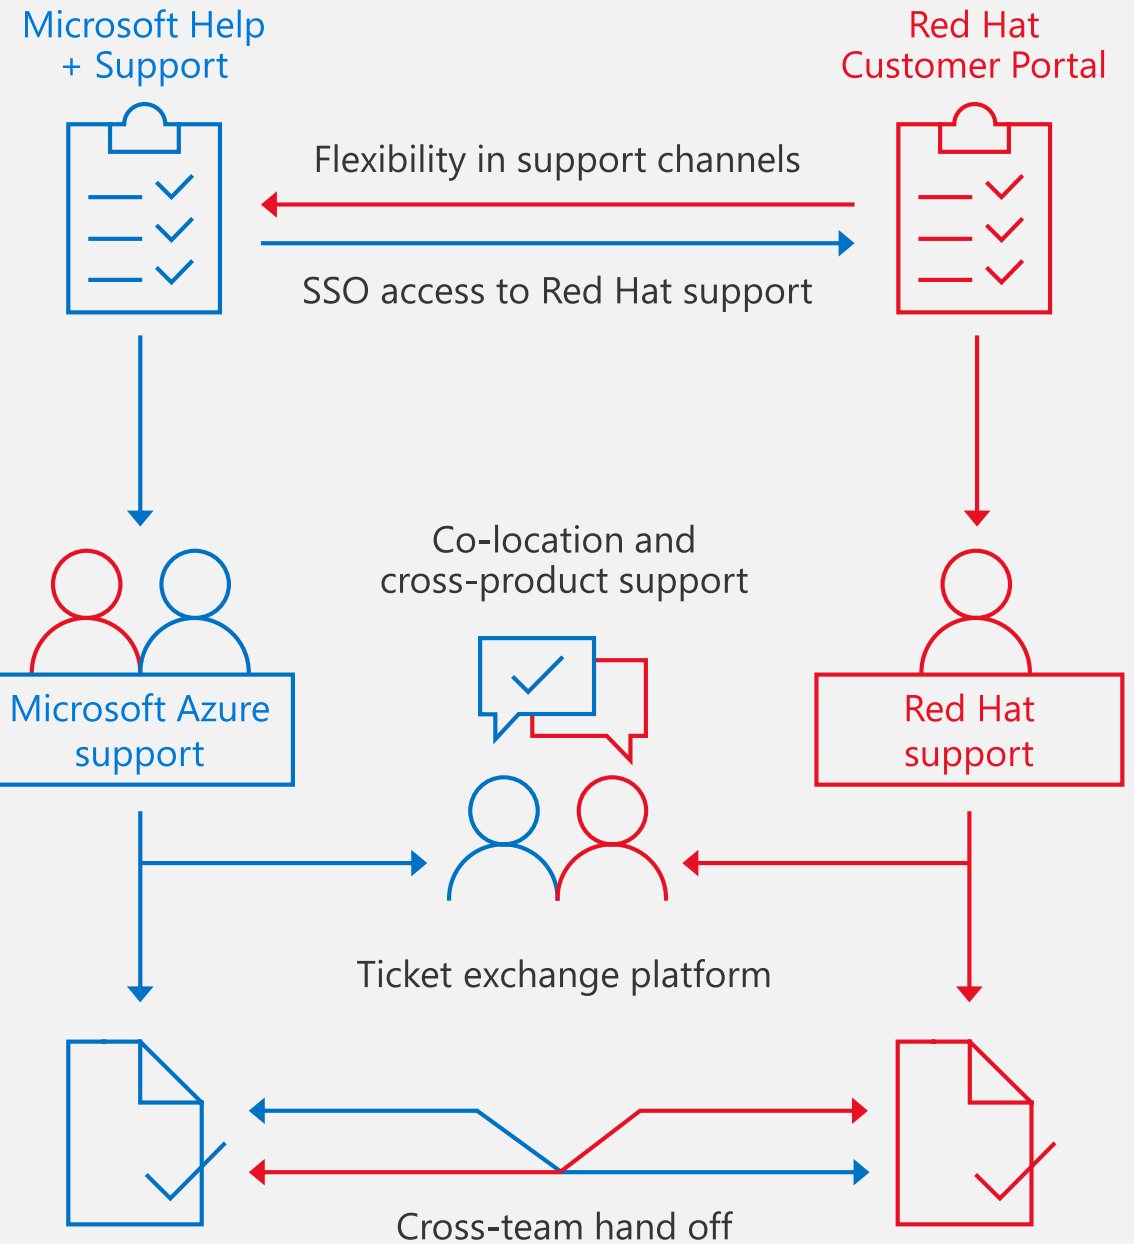 Microsoft Help
+ Support
Red Hat
Customer Portal
Flexibility in support channels
SSO access to Red Hat support
Co-location and
cross-product support
Microsoft Azure
support
Red Hat
support
Ticket exchange platform
Cross-team hand off